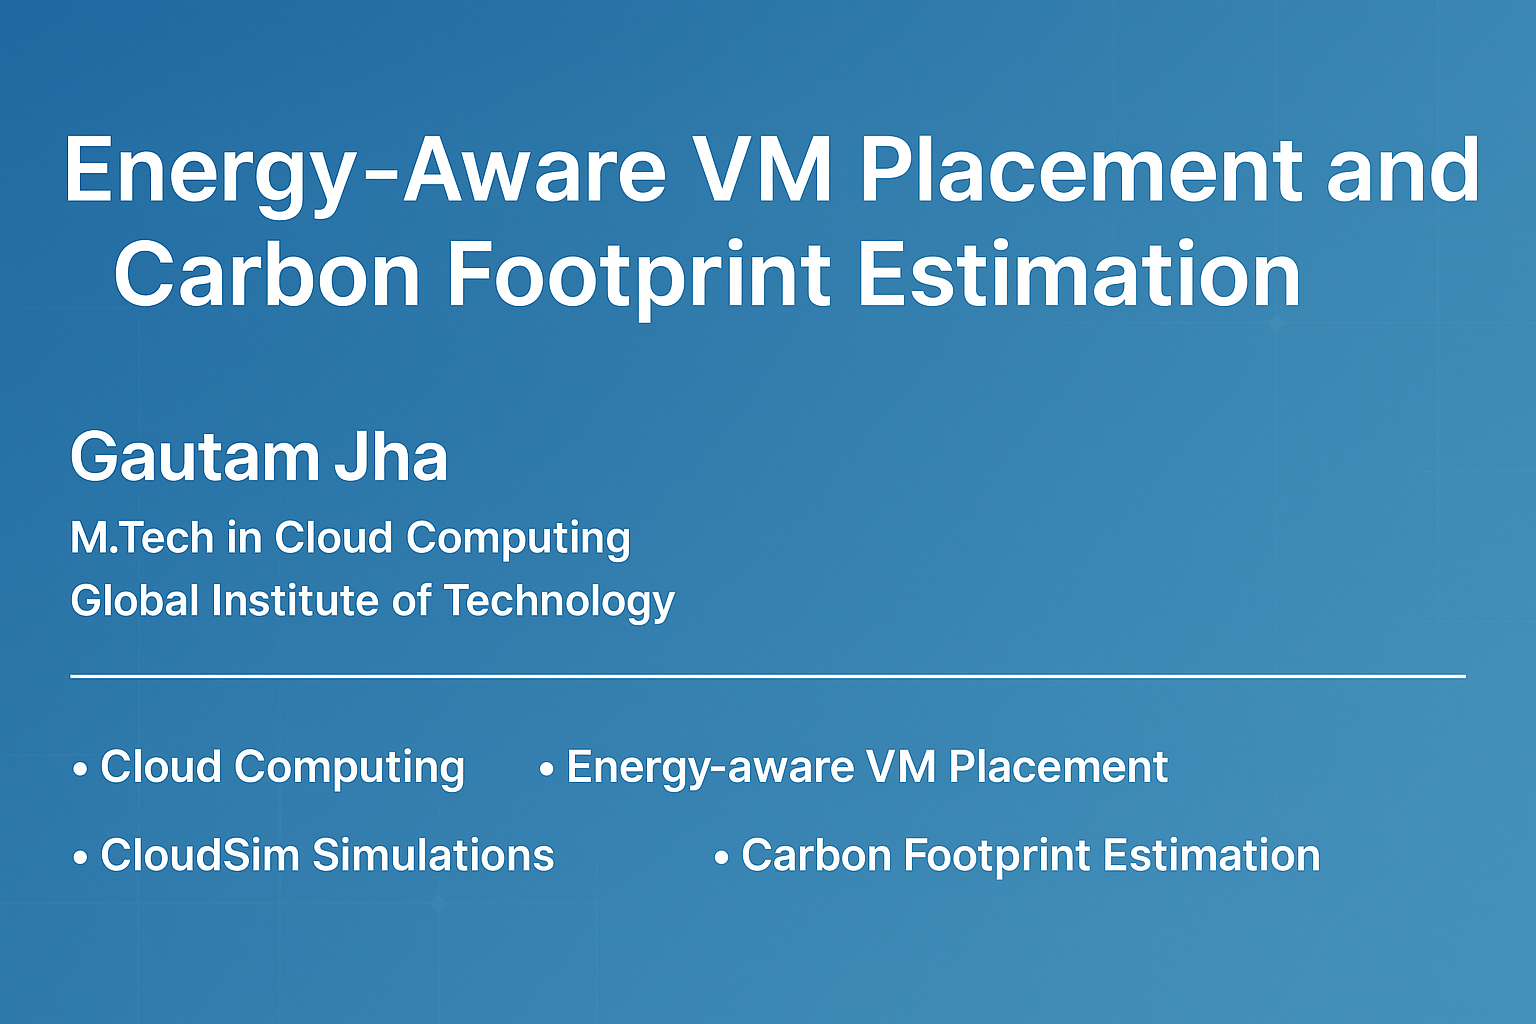 Energy-Aware VM Placement and
Carbon Footprint Estimation
Gautam Jha
M.Tech in Cloud Computing
Global Institute of Technology
• Cloud Computing • Energy-aware VM Placement
• CloudSim Simulations • Carbon Footprint Estimation